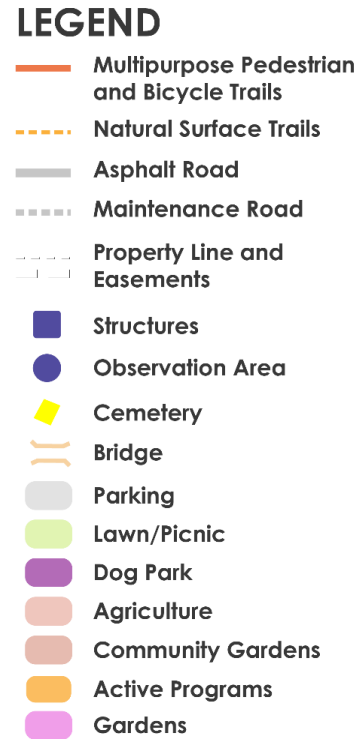 LEGEND
Multipurpose Pedestrian
and Bicycle Trails
Natural Surface Trails
Asphalt Road
Maintenance Road
Property Line and
Easements
Structures
Observation Area
Cemetery
Bridge
Parking
Lawn/Picnic
Dog Park
Agriculture
Community Gardens
Active Programs
Gardens